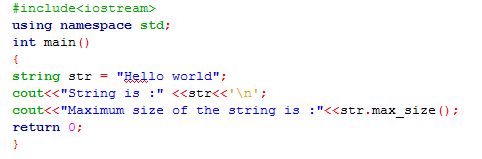 #include<iostream>
using namespace std;
int main()
{
string str = "Hello world";
cout<<"String is :" <<str<<'\n';
cout<<"Maximum size of the string is :"<<str.max_size();
return 0;
}